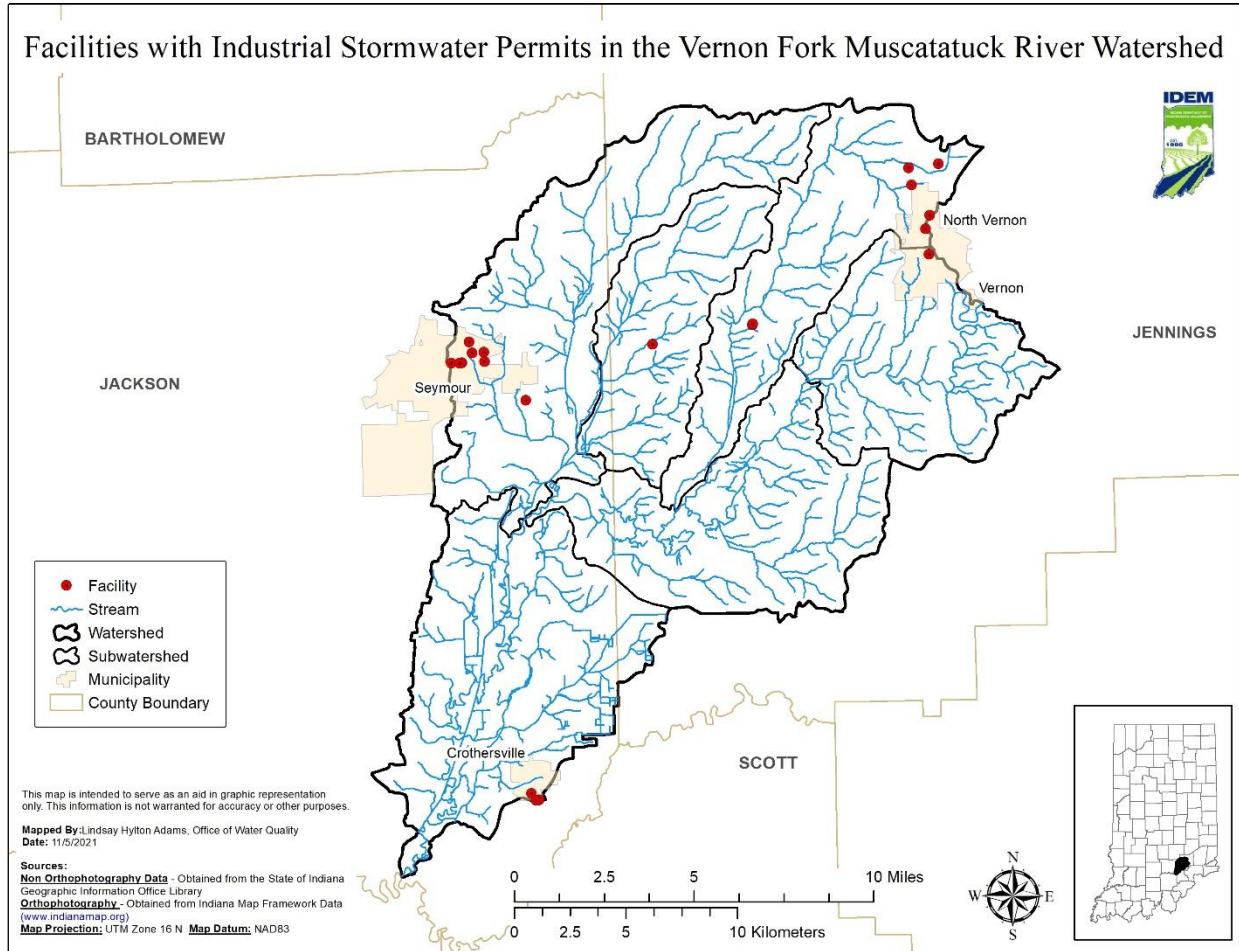 Facilities with Industrial Stormwater Permits in the Vernon Fork Muscatatuck River Watershed
IDEM
1986
BARTHOLOMEW
North Vernon
Vernon
JENNINGS
JACKSON
Seymour
Facility
Stream
Watershed
Subwatershed
Municipality
County Boundary
Crothersville
SCOTT
This map is intended to serve as an aid in graphic representation
only. This information is not warranted for accuracy or other purposes.
Mapped By:Lindsay Hylton Adams, Office of Water Quality
Date: 11/5/2021
Sources:
Non Orthophotography Data - Obtained from the State of Indiana
Geographic Information Office Library
Orthophotography - Obtained from Indiana Map Framework Data
(www.indianamap.org)
Map Projection: UTM Zone 16 N Map Datum: NAD83
0 2.5 5 10 Miles
0 2.5 5 10 Kilometers
N
W E
S